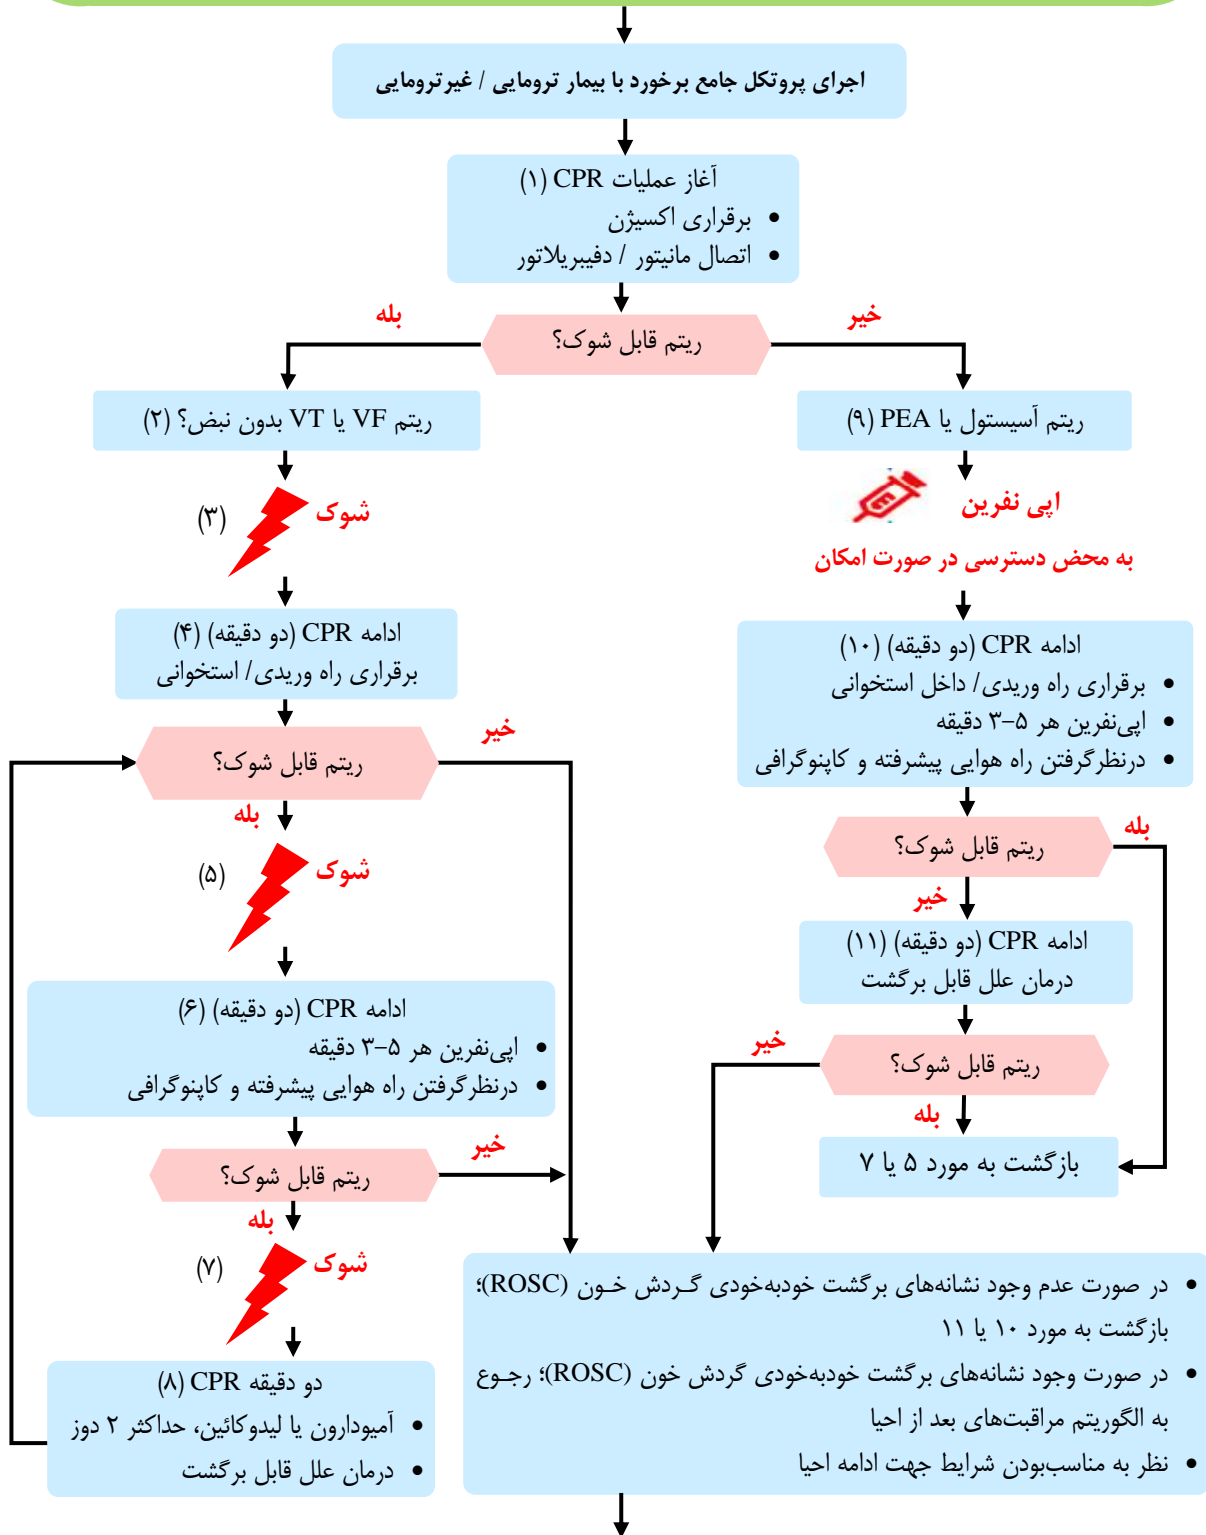 اجرای پروتکل جامع برخورد با بیمار ترومایی / غیرترومایی
آغاز عملیات CPR (۱)
• برقراری اکسیژن
• اتصال مانیتور / دفیبریلاتور
ریتم قابل شوک؟
خیر
بله
ریتم آسیستول یا PEA (۹)
اپی نفرین
به محض دسترسی در صورت امکان
ادامه CPR (دو دقیقه) (۱۰)
• برقراری راه وریدی/ داخل استخوانی
• اپی‌نفرین هر ۵–۳ دقیقه
• درنظرگرفتن راه هوایی پیشرفته و کاپنوگرافی
ریتم قابل شوک؟
بله
خیر
ادامه CPR (دو دقیقه) (۱۱)
درمان علل قابل برگشت
ریتم قابل شوک؟
خیر
بله
بازگشت به مورد ۵ یا ۷
ریتم VF یا VT بدون نبض؟ (۲)
شوک (۳)
ادامه CPR (دو دقیقه) (۴)
برقراری راه وریدی/ استخوانی
ریتم قابل شوک؟
خیر
بله
شوک (۵)
ادامه CPR (دو دقیقه) (۶)
• اپی‌نفرین هر ۵–۳ دقیقه
• درنظرگرفتن راه هوایی پیشرفته و کاپنوگرافی
ریتم قابل شوک؟
خیر
بله
شوک (۷)
دو دقیقه CPR (۸)
• آمیودارون یا لیدوکائین، حداکثر ۲ دوز
• درمان علل قابل برگشت
• در صورت عدم وجود نشانه‌های برگشت خودبه‌خودی گـردش خـون (ROSC)؛
بازگشت به مورد ۱۰ یا ۱۱
• در صورت وجود نشانه‌های برگشت خودبه‌خودی گردش خون (ROSC)؛ رجـوع
به الگوریتم مراقبت‌های بعد از احیا
• نظر به مناسب‌بودن شرایط جهت ادامه احیا